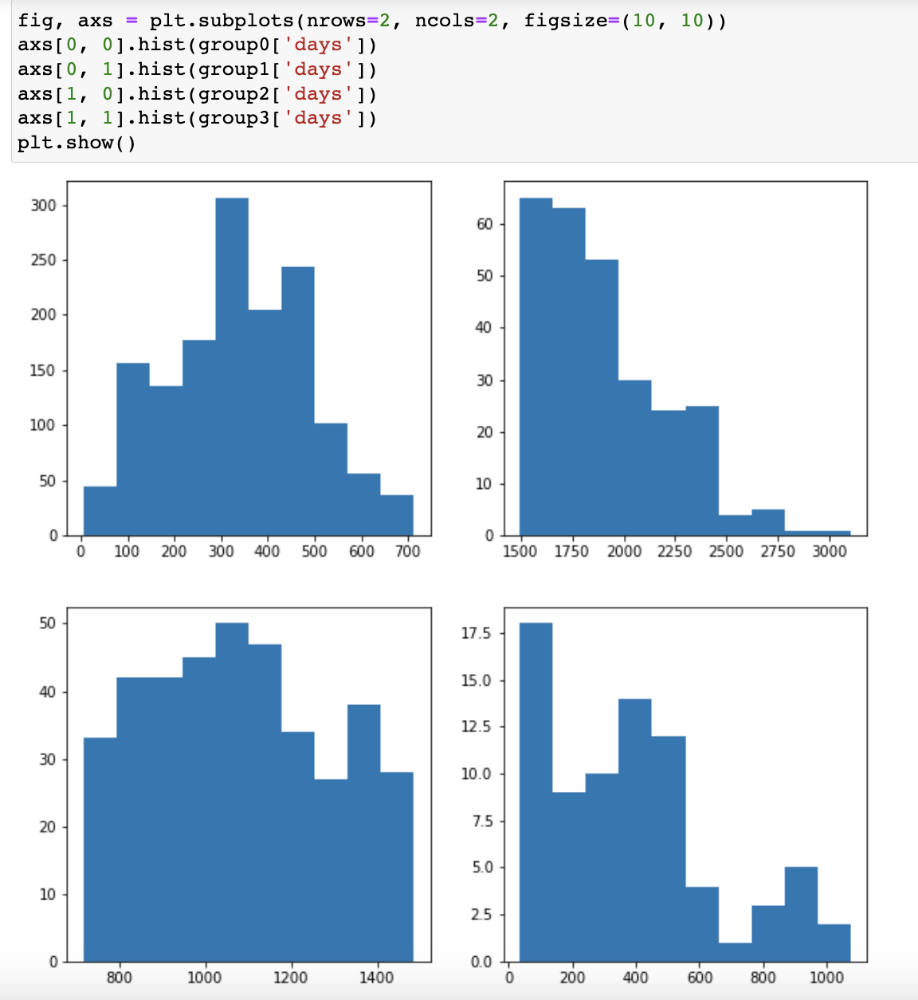 fig, axs = plt.subplots(nrows=2, ncols=2, figsize=(10, 10))
axs[0, 0].hist(group0['days'])
axs[0, 1].hist(group1['days'])
axs[1, 0].hist(group2['days'])
axs[1, 1].hist(group3['days'])
plt.show()
300
250
200
150
100
50
0
0 100 200 300 400 500 600 700
60
50
40
30
20
10
0
1500 1750 2000 2250 2500 2750 3000
50
40
30
20
10
0
800 1000 1200 1400
17.5
15.0
12.5
10.0
7.5
5.0
2.5
0.0
0 200 400 600 800 1000